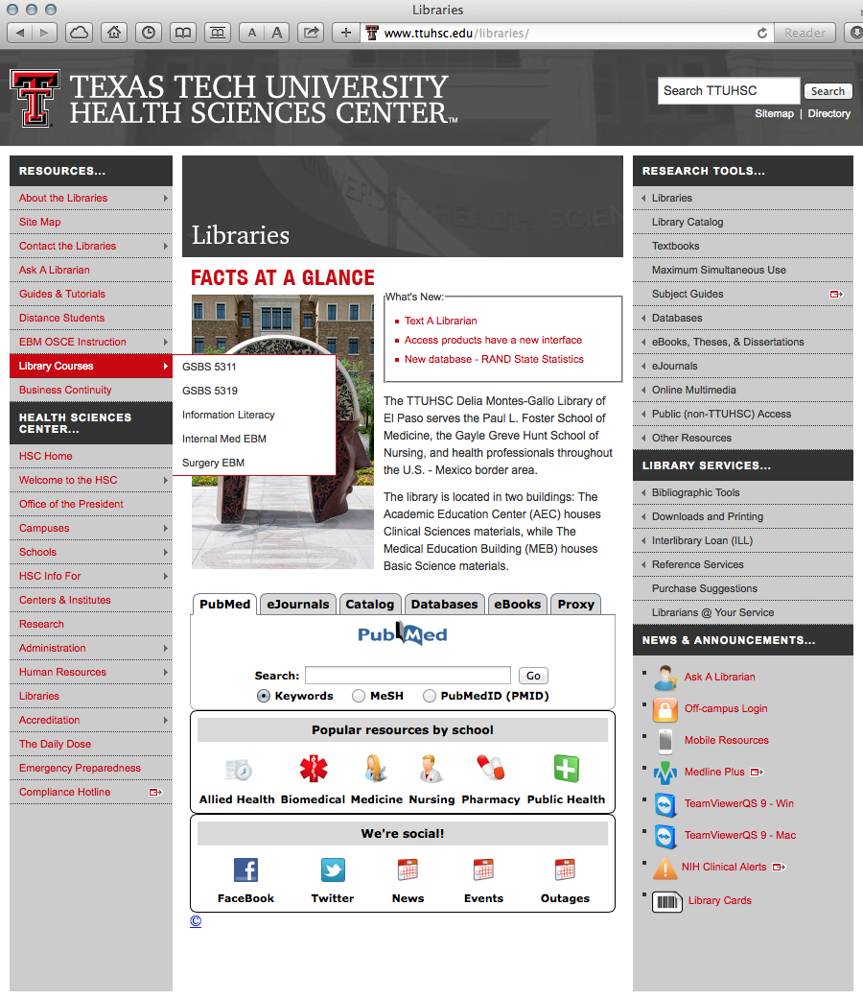 Libraries
A A
www.ttuhsc.edu/libraries/
Reader
TEXAS TECH UNIVERSITY
HEALTH SCIENCES CENTER™
Search TTUHSC
Search
Sitemap | Directory
RESOURCES...
About the Libraries
Site Map
Contact the Libraries
Ask A Librarian
Guides & Tutorials
Distance Students
EBM OSCE Instruction
Library Courses
Business Continuity
GSBS 5311
GSBS 5319
Information Literacy
Internal Med EBM
Surgery EBM
HEALTH SCIENCES
CENTER...
HSC Home
Welcome to the HSC
Office of the President
Campuses
Schools
HSC Info For
Centers & Institutes
Research
Administration
Human Resources
Libraries
Accreditation
The Daily Dose
Emergency Preparedness
Compliance Hotline
Libraries
FACTS AT A GLANCE
What's New:
Text A Librarian
Access products have a new interface
New database - RAND State Statistics
The TTUHSC Delia Montes-Gallo Library of
El Paso serves the Paul L. Foster School of
Medicine, the Gayle Greve Hunt School of
Nursing, and health professionals throughout
the U.S. - Mexico border area.
The library is located in two buildings: The
Academic Education Center (AEC) houses
Clinical Sciences materials, while The
Medical Education Building (MEB) houses
Basic Science materials.
PubMed eJournals Catalog Databases eBooks Proxy
PubMed
Search: Go
Keywords MeSH PubMedID (PMID)
Popular resources by school
Allied Health Biomedical Medicine Nursing Pharmacy Public Health
We're social!
FaceBook Twitter News Events Outages
©
RESEARCH TOOLS...
Libraries
Library Catalog
Textbooks
Maximum Simultaneous Use
Subject Guides
Databases
eBooks, Theses, & Dissertations
eJournals
Online Multimedia
Public (non-TTUHSC) Access
Other Resources
LIBRARY SERVICES...
Bibliographic Tools
Downloads and Printing
Interlibrary Loan (ILL)
Reference Services
Purchase Suggestions
Librarians @ Your Service
NEWS & ANNOUNCEMENTS...
Ask A Librarian
Off-campus Login
Mobile Resources
Medline Plus
TeamViewerQS 9 - Win
TeamViewerQS 9 - Mac
NIH Clinical Alerts
Library Cards